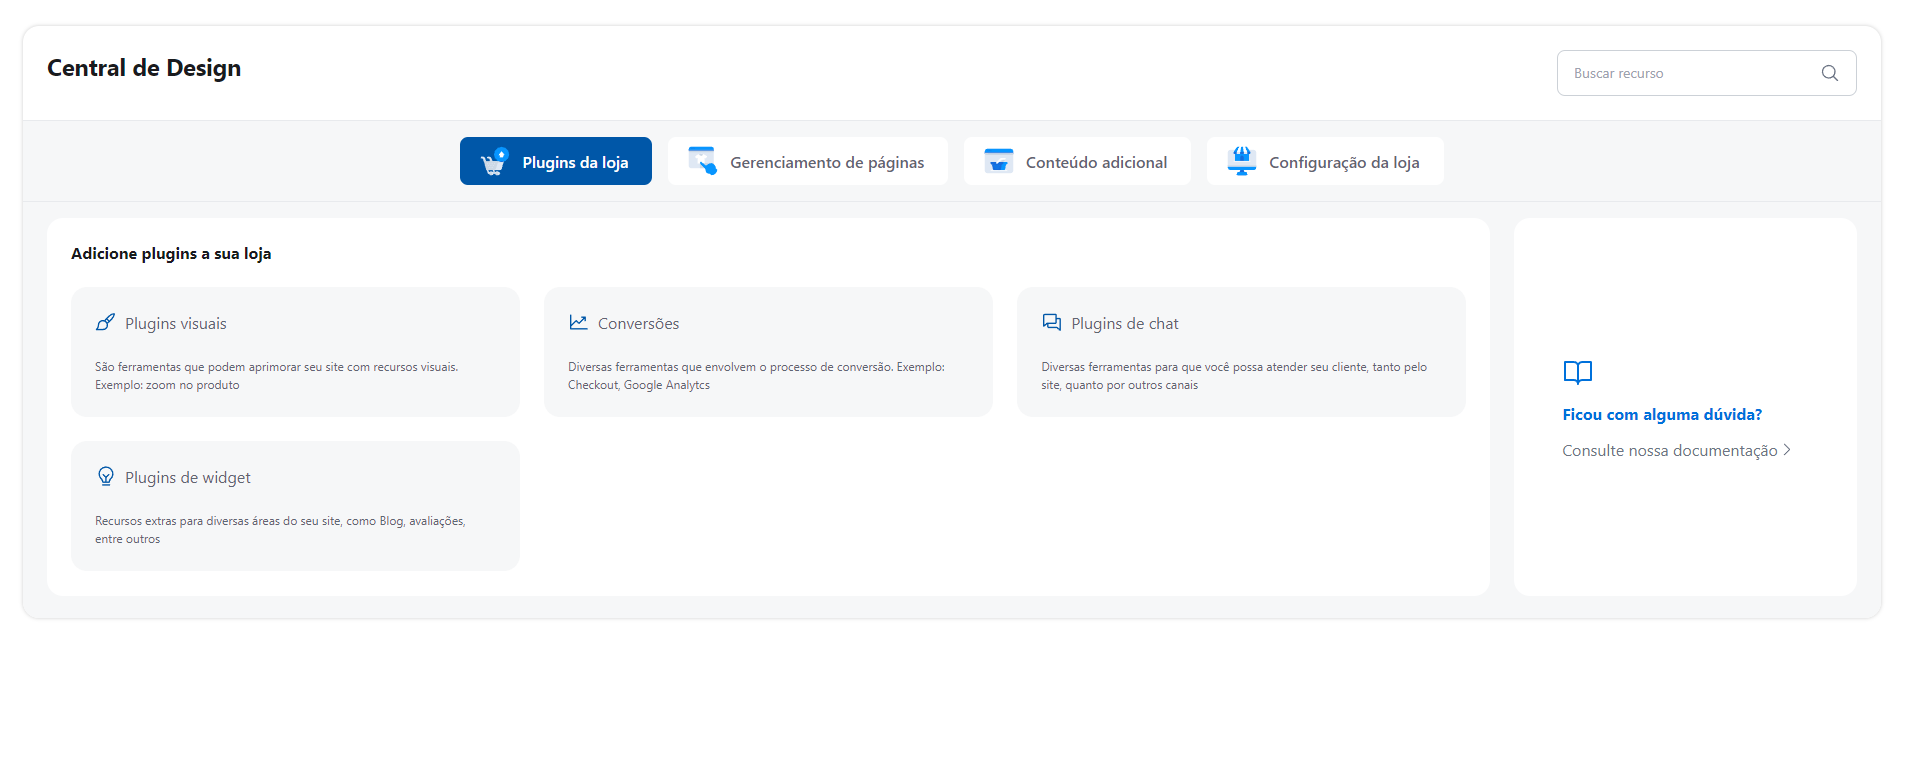 Central de Design
Buscar recurso
Plugins da loja
Gerenciamento de páginas
Conteúdo adicional
Configuração da loja
Adicione plugins a sua loja
Plugins visuais
São ferramentas que podem aprimorar seu site com recursos visuais.
Exemplo: zoom no produto
Conversões
Diversas ferramentas que envolvem o processo de conversão. Exemplo:
Checkout, Google Analytcs
Plugins de chat
Diversas ferramentas para que você possa atender seu cliente, tanto pelo
site, quanto por outros canais
Plugins de widget
Recursos extras para diversas áreas do seu site, como Blog, avaliações,
entre outros
Ficou com alguma dúvida?
Consulte nossa documentação